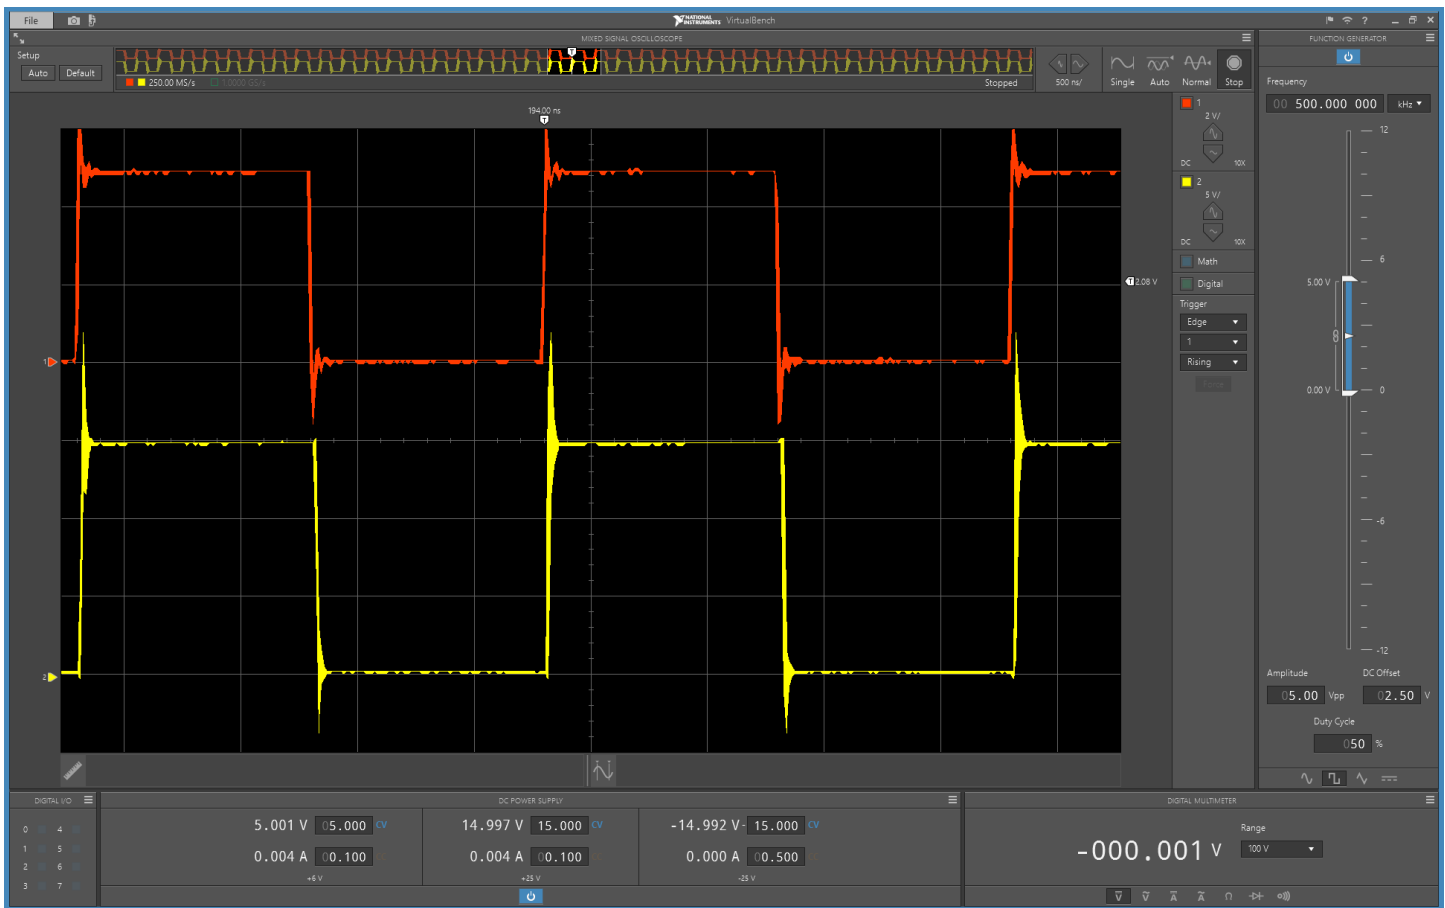 File
NATIONAL INSTRUMENTS VirtualBench
?
MIXED SIGNAL OSCILLOSCOPE
Setup
Auto Default
250.00 MS/s 1.0000 GS/s
Stopped
500 ns/
Single Auto Normal Stop
194.00 ns
T
T
1
2
T 2.08 V
1
2 V/
DC 10X
2
5 V/
DC 10X
Math
Digital
Trigger
Edge
1
Rising
Force
FUNCTION GENERATOR
Frequency
00 500.000 000 kHz
12
6
5.00 V
0.00 V
0
-6
-12
Amplitude DC Offset
05.00 Vpp 02.50 V
Duty Cycle
050 %
DIGITAL I/O
0 4
1 5
2 6
3 7
DC POWER SUPPLY
5.001 V 05.000 CV
0.004 A 00.100
+6 V
14.997 V 15.000 CV
0.004 A 00.100
+25 V
-14.992 V - 15.000 CV
0.000 A 00.500
-25 V
DIGITAL MULTIMETER
-000.001 V
Range
100 V
V V A A Ω